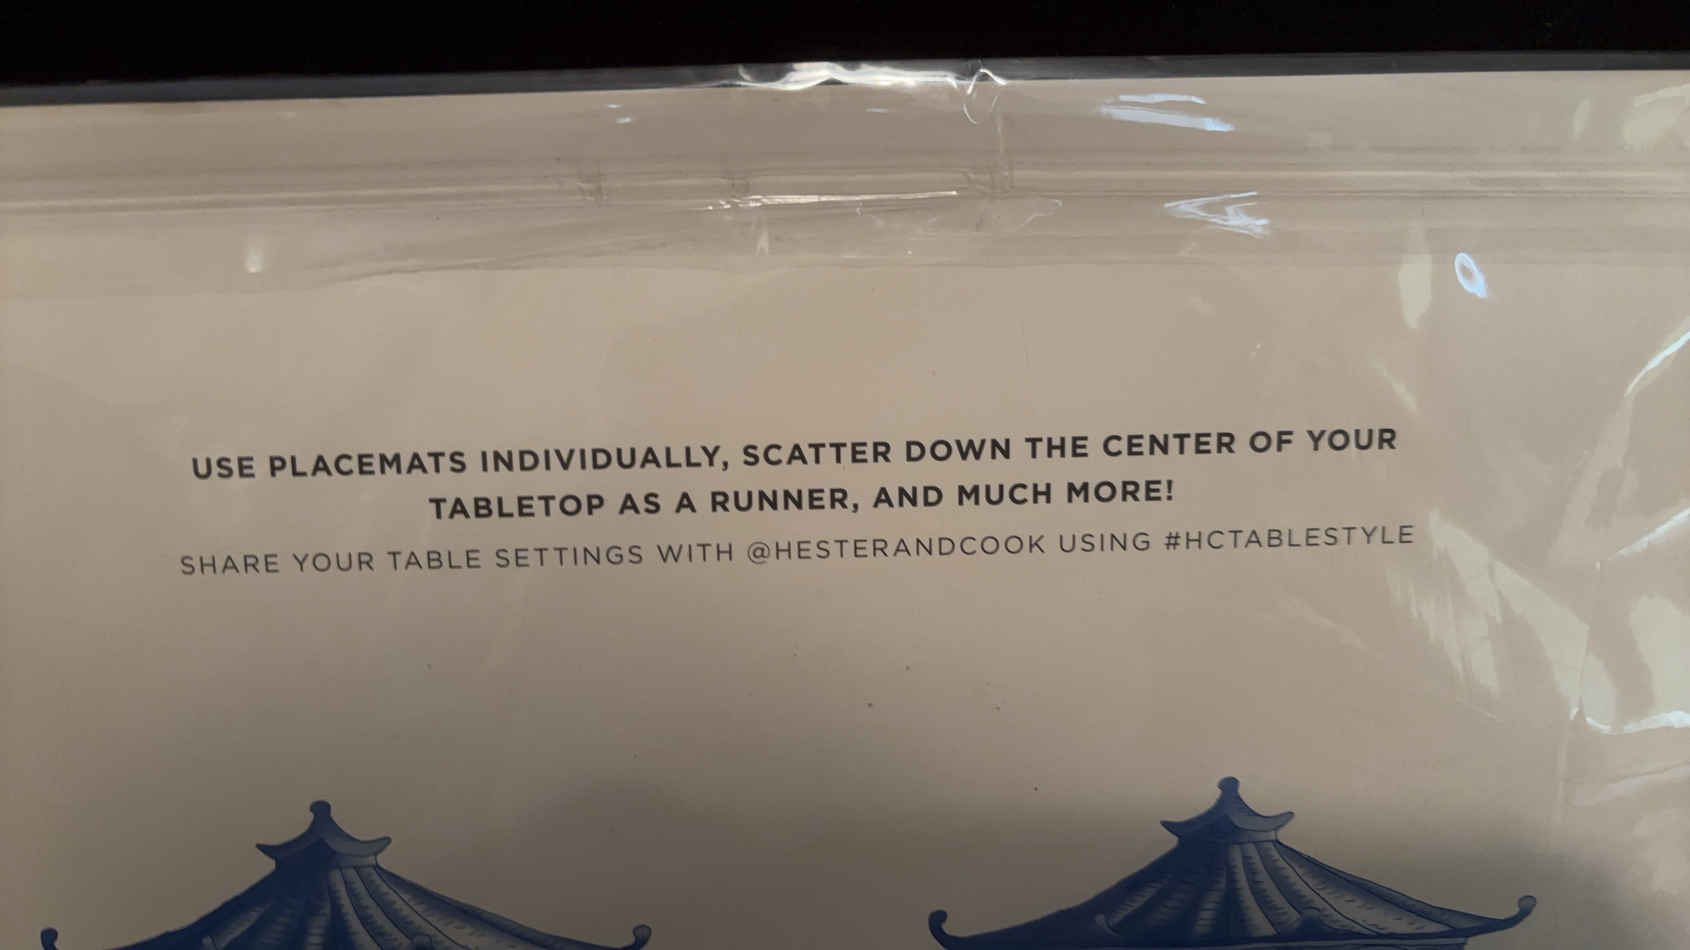 USE PLACEMATS INDIVIDUALLY, SCATTER DOWN THE CENTER OF YOUR
TABLETOP AS A RUNNER, AND MUCH MORE!
SHARE YOUR TABLE SETTINGS WITH @HESTERANDCOOK USING #HCTABLESTYLE